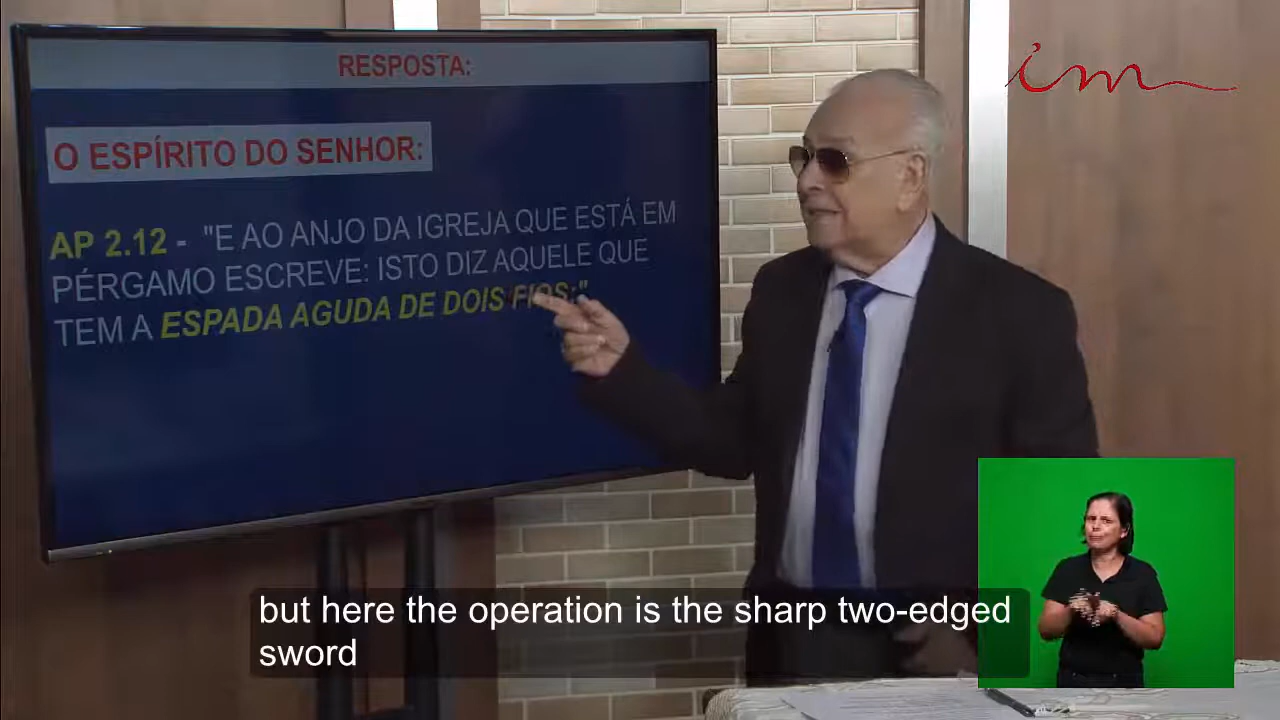 RESPOSTA:
im
O ESPÍRITO DO SENHOR:
AP 2.12 - "E AO ANJO DA IGREJA QUE ESTÁ EM
PÉRGAMO ESCREVE: ISTO DIZ AQUELE QUE
TEM A ESPADA AGUDA DE DOIS FIOS:"
but here the operation is the sharp two-edged
sword